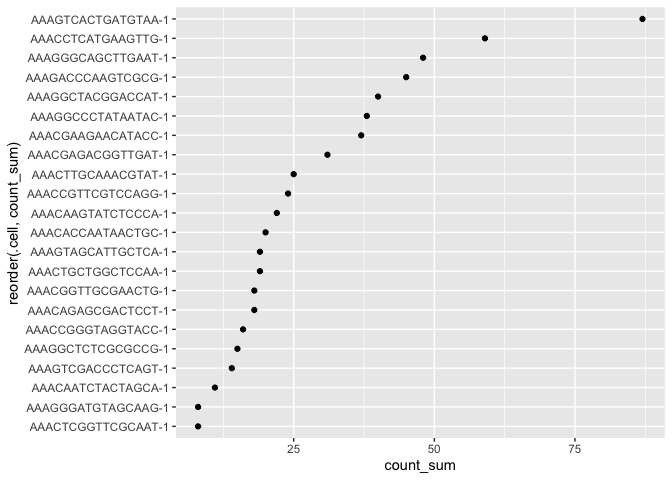 AAAGTCACTGATGTAA-1
AAACCTCATGAAGTTG-1
AAAGGGCAGCTTGAAT-1
AAAGACCCAAGTCGCG-1
AAAGGCTACGGACCAT-1
AAAGGCCCTATAATAC-1
AAACGAAGAACATACC-1
AAACGAGACGGTTGAT-1
AAACTTGCAAACGTAT-1
AAACCGTTCGTCCAGG-1
AAACAAGTATCTCCCA-1
AAACACCAATAACTGC-1
AAAGTAGCATTGCTCA-1
AAACTGCTGGCTCCAA-1
AAACGGTTGCGAACTG-1
AAACAGAGCGACTCCT-1
AAACCGGGTAGGTACC-1
AAAGGCTCTCGCGCCG-1
AAAGTCGACCCTCAGT-1
AAACAATCTACTAGCA-1
AAAGGGATGTAGCAAG-1
AAACTCGGTTCGCAAT-1
reorder(.cell, count_sum)
25 50 75
count_sum